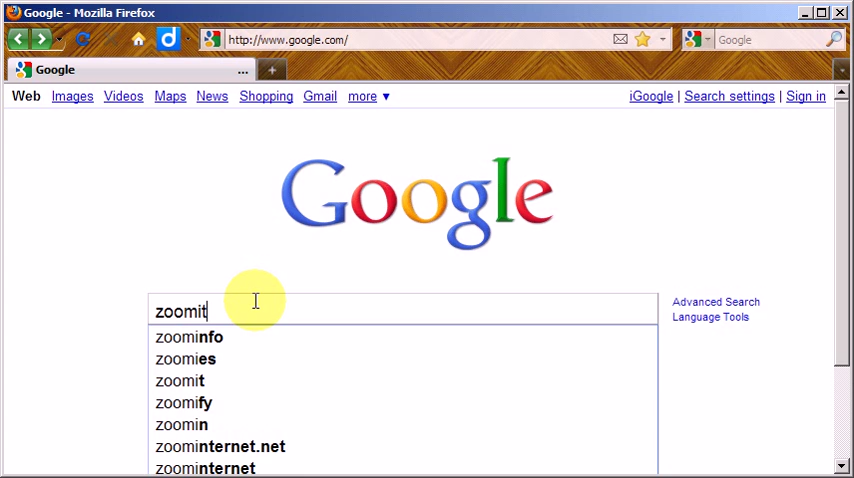 Google - Mozilla Firefox
http://www.google.com/
Google
Google ...
Web Images Videos Maps News Shopping Gmail more ▼ iGoogle | Search settings | Sign in
Google
zoomit
Advanced Search
Language Tools
zoominfo
zoomies
zoomit
zoomify
zoomin
zoominternet.net
zoominternet